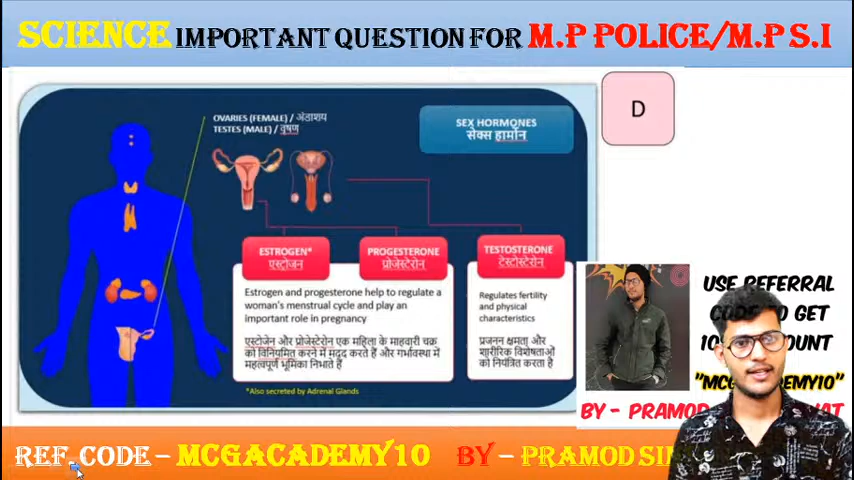 SCIENCE IMPORTANT QUESTION FOR M.P POLICE/M.P S.I
OVARIES (FEMALE) / अंडाशय
TESTES (MALE) / वृषण
SEX HORMONES
सेक्स हार्मोन
D
ESTROGEN*
एस्ट्रोजन
PROGESTERONE
प्रोजेस्टेरोन
TESTOSTERONE
टेस्टोस्टेरोन
Estrogen and progesterone help to regulate a
woman's menstrual cycle and play an
important role in pregnancy
एस्ट्रोजेन और प्रोजेस्टेरोन एक महिला के माहवारी चक्र
को विनियमित करने में मदद करते हैं और गर्भावस्था में
महत्वपूर्ण भूमिका निभाते हैं
Regulates fertility
and physical
characteristics
प्रजनन क्षमता और
शारीरिक विशेषताओं
को नियंत्रित करता है
*Also secreted by Adrenal Glands
USE REFERRAL
CODE TO GET
BY - PRAMOD
REF. CODE - MCGACADEMY10 BY - PRAMOD